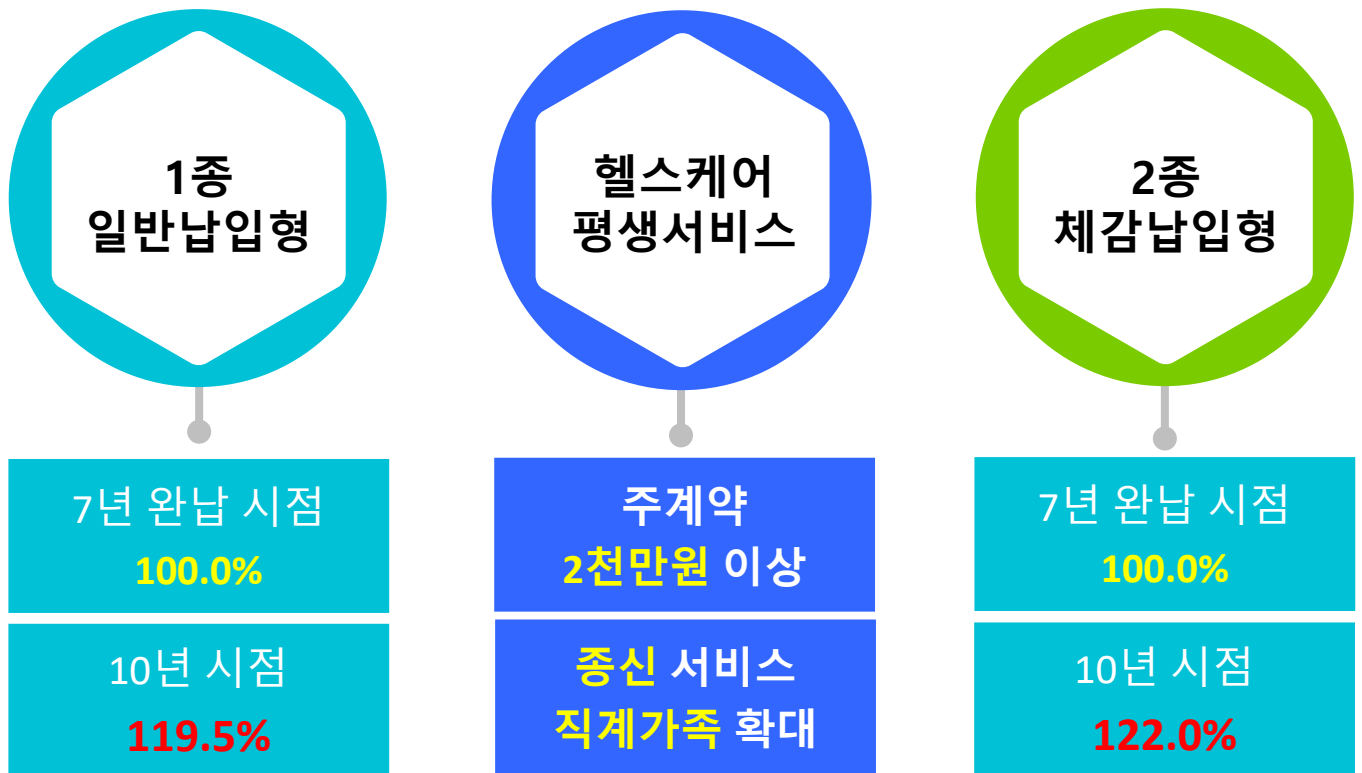 1종
일반납입형
7년 완납 시점
100.0%
10년 시점
119.5%
헬스케어
평생서비스
주계약
2천만원 이상
종신 서비스
직계가족 확대
2종
체감납입형
7년 완납 시점
100.0%
10년 시점
122.0%